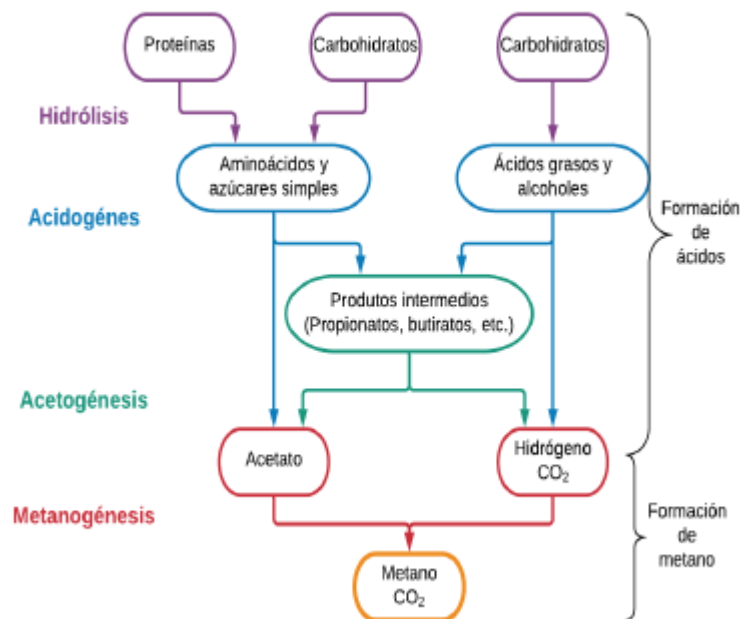 Proteínas
Carbohidratos
Carbohidratos
Hidrólisis
Aminoácidos y
azúcares simples
Ácidos grasos y
alcoholes
Acidogénes
Formación
de
ácidos
Produtos intermedios
(Propionatos, butiratos, etc.)
Acetogénesis
Acetato
Hidrógeno
CO₂
Metanogénesis
Formación
de
metano
Metano
CO₂